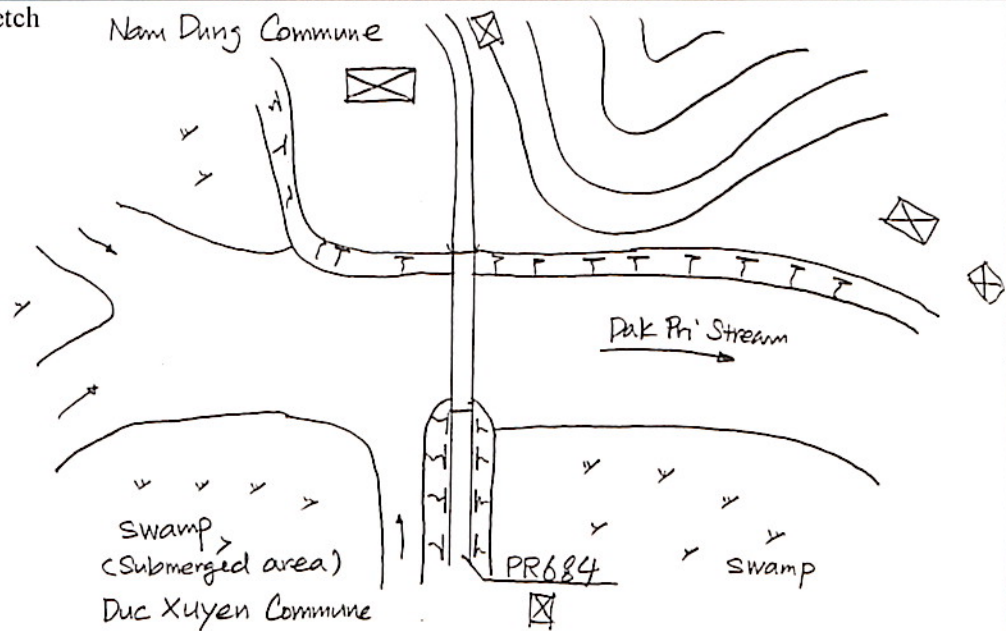 etch
Nam Dung Commune
Dak Pri Stream
swamp
(Submerged area)
Duc Xuyen Commune
PR684
swamp